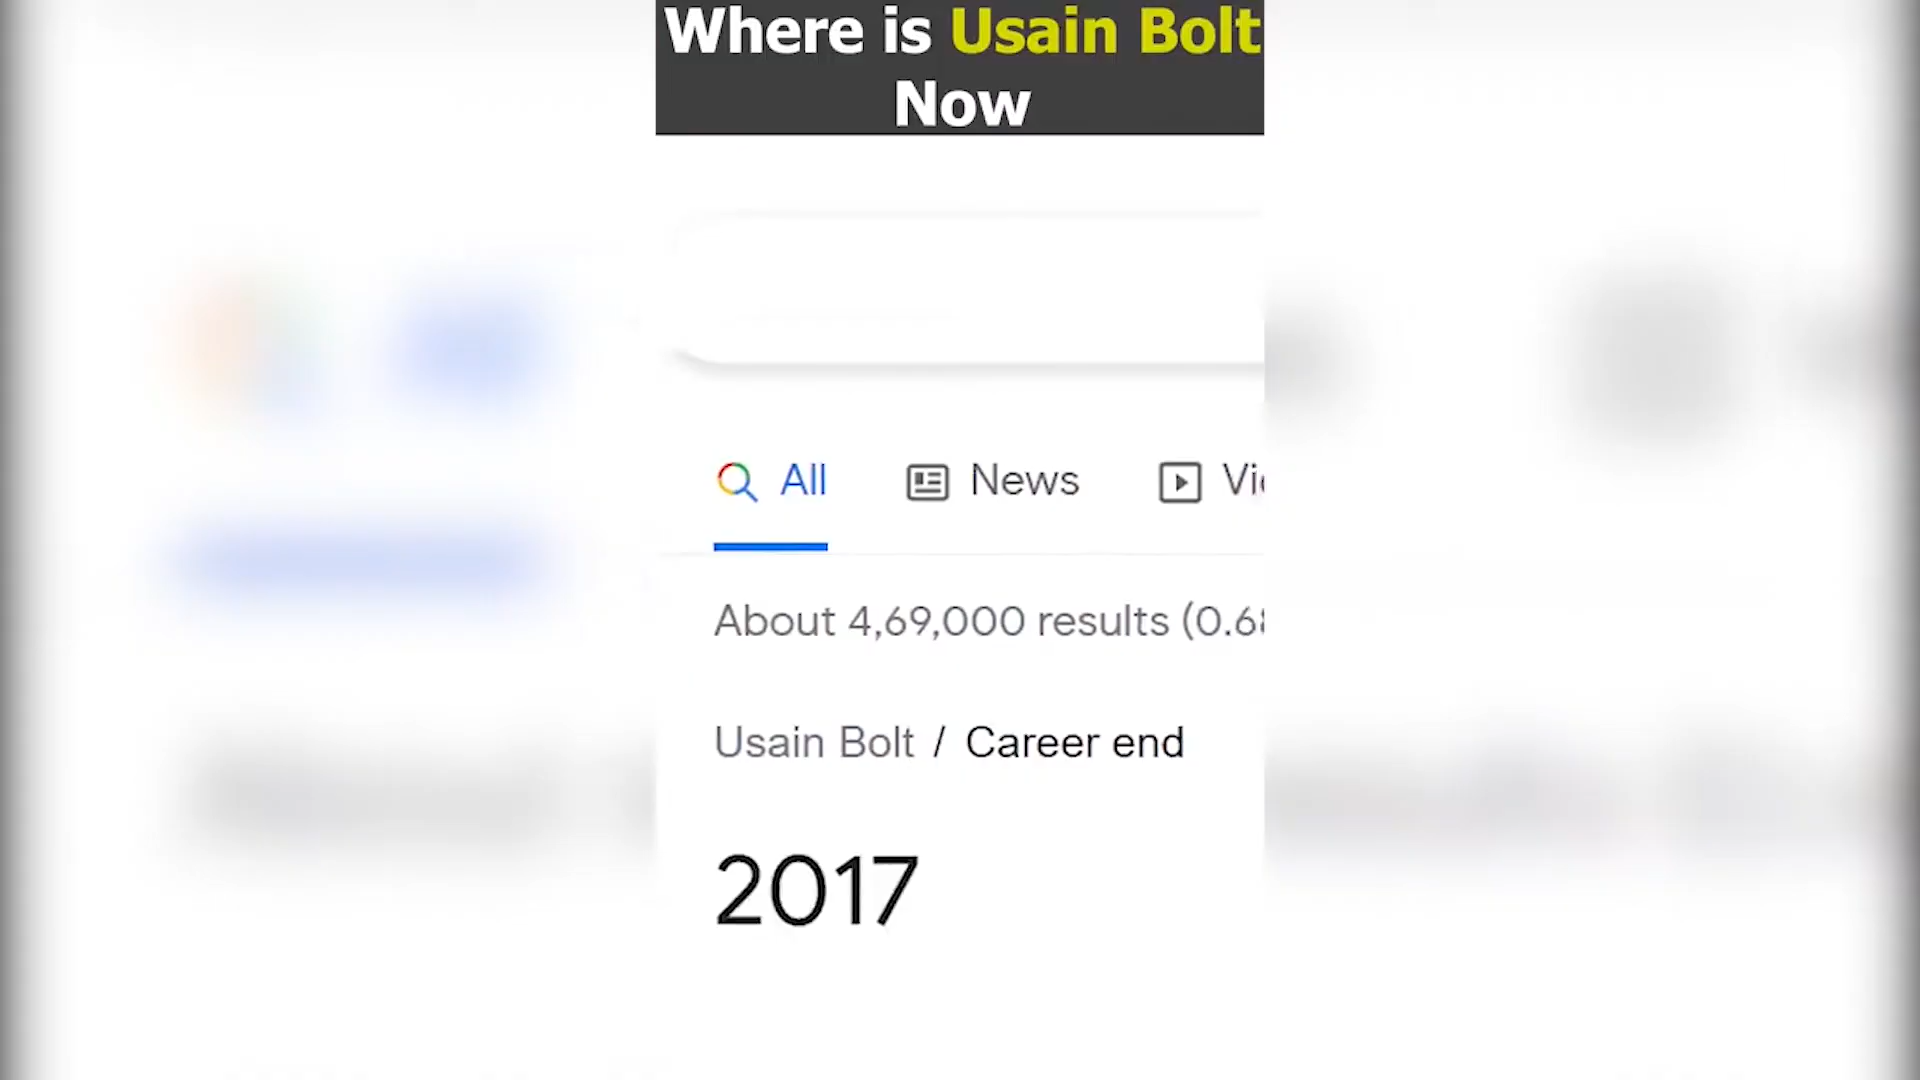 Where is Usain Bolt
Now
All News
About 4,69,000 results
Usain Bolt / Career end
2017